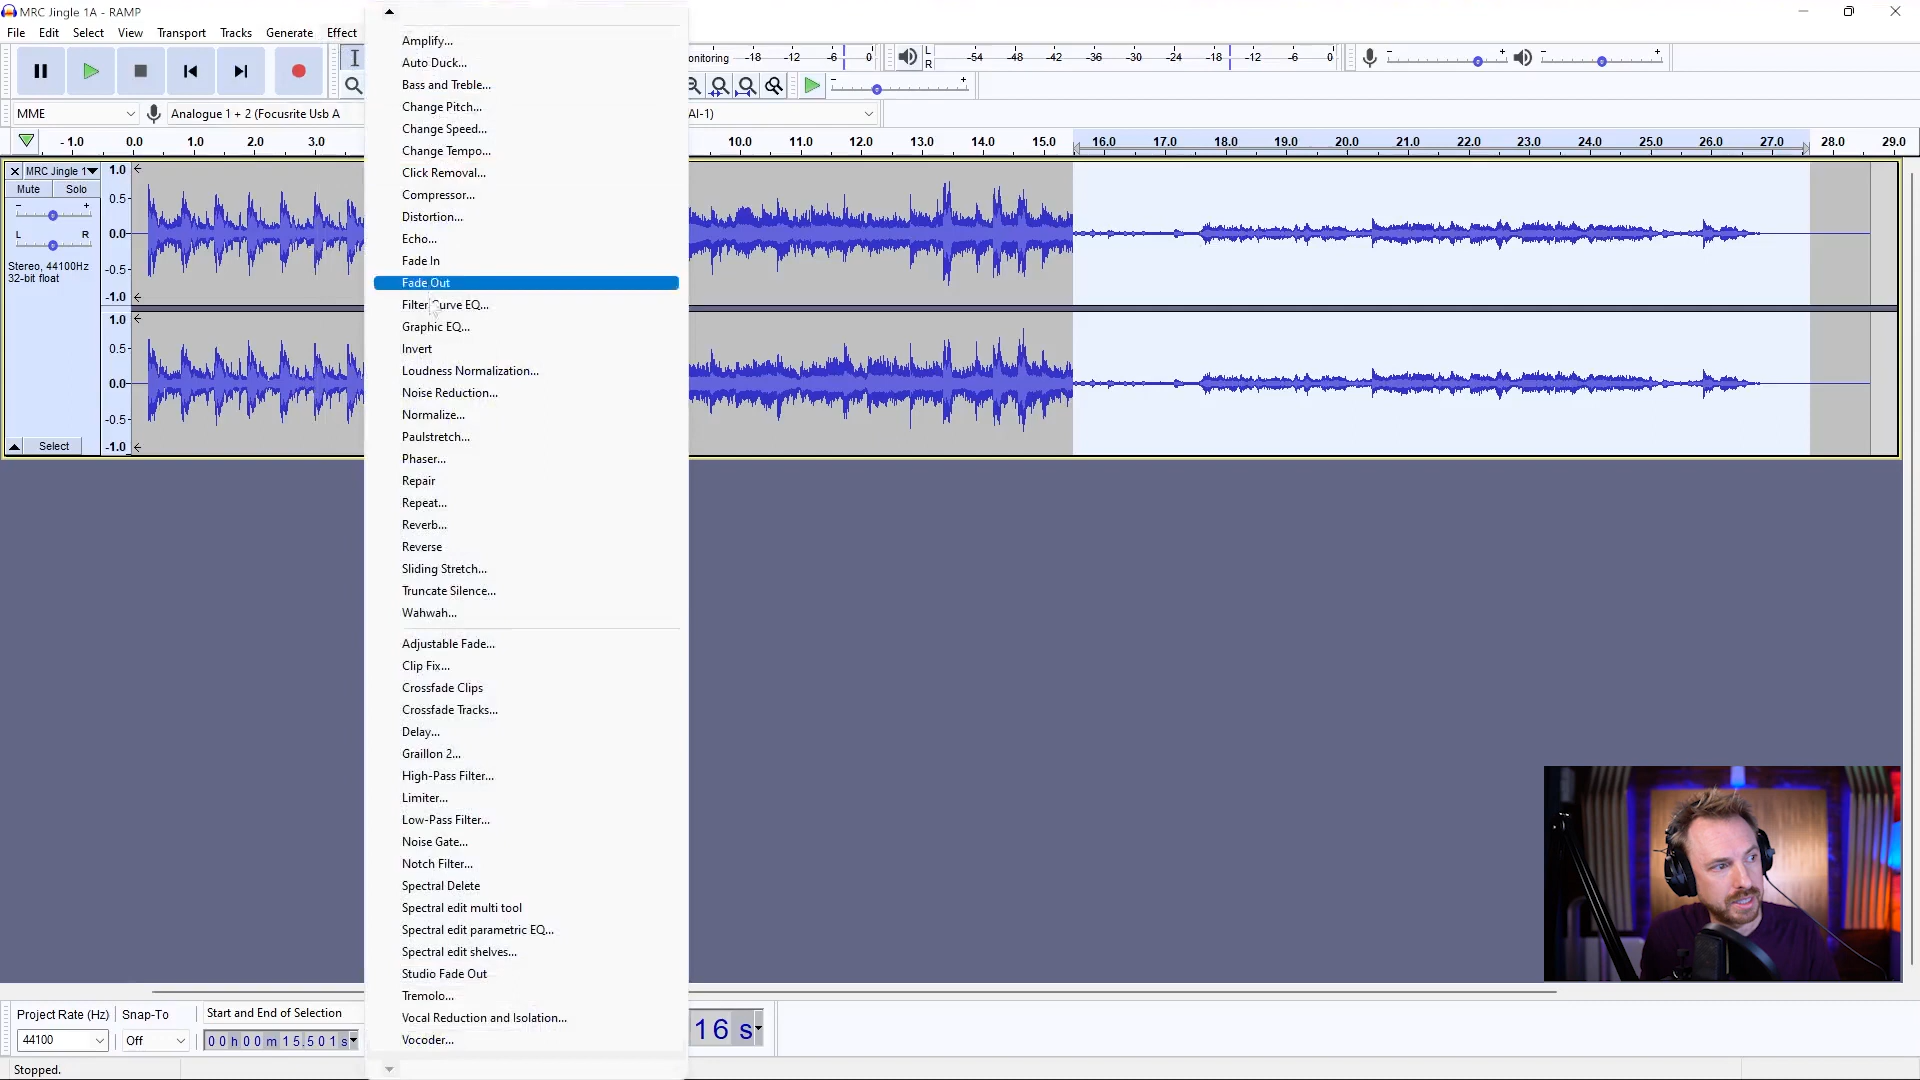 MRC Jingle 1A - RAMP
File Edit Select View Transport Tracks Generate Effect
Amplify...
Auto Duck...
Bass and Treble...
Change Pitch...
Change Speed...
Change Tempo...
Click Removal...
Compressor...
Distortion...
Echo...
Fade In
Fade Out
Filter Curve EQ...
Graphic EQ...
Invert
Loudness Normalization...
Noise Reduction...
Normalize...
Paulstretch...
Phaser...
Repair
Repeat...
Reverb...
Reverse
Sliding Stretch...
Truncate Silence...
Wahwah...
Adjustable Fade...
Clip Fix...
Crossfade Clips
Crossfade Tracks...
Delay...
Graillon 2...
High-Pass Filter...
Limiter...
Low-Pass Filter...
Noise Gate...
Notch Filter...
Spectral Delete
Spectral edit multi tool
Spectral edit parametric EQ...
Spectral edit shelves...
Studio Fade Out
Tremolo...
Vocal Reduction and Isolation...
Vocoder...
onitoring -18 -12 -6 0
L
R
-54 -48 -42 -36 -30 -24 -18 -12 -6 0
- +
- +
- +
MME
Analogue 1 + 2 (Focusrite Usb A
AI-1)
-1.0 0.0 1.0 2.0 3.0 10.0 11.0 12.0 13.0 14.0 15.0 16.0 17.0 18.0 19.0 20.0 21.0 22.0 23.0 24.0 25.0 26.0 27.0 28.0 29.0
MRC Jingle 1
Mute Solo
- +
L R
Stereo, 44100Hz
32-bit float
Select
1.0
0.5-
0.0-
-0.5-
-1.0
1.0
0.5-
0.0-
-0.5-
-1.0
Project Rate (Hz) Snap-To Start and End of Selection
44100 Off 00h00m15.501s
16 s
Stopped.